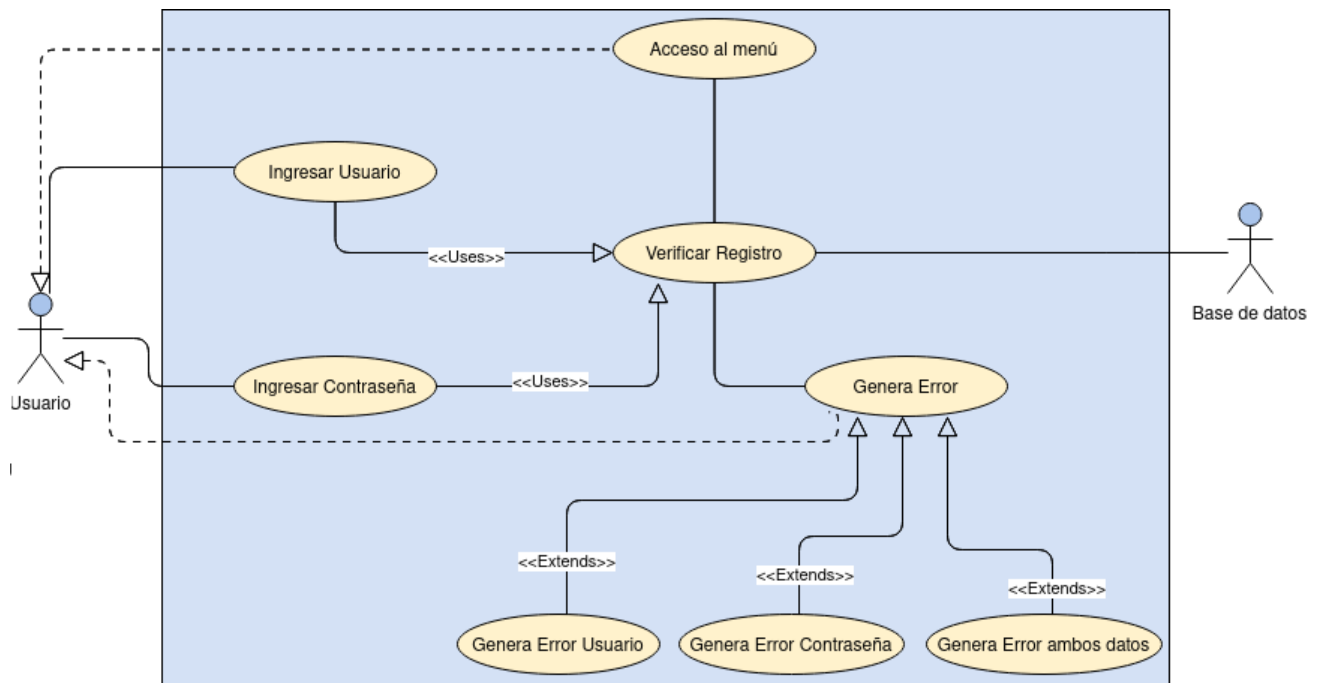 Acceso al menú
Ingresar Usuario
<<Uses>>
Verificar Registro
Base de datos
<<Uses>>
Ingresar Contraseña
Genera Error
Usuario
<<Extends>>
<<Extends>>
<<Extends>>
Genera Error Usuario
Genera Error Contraseña
Genera Error ambos datos